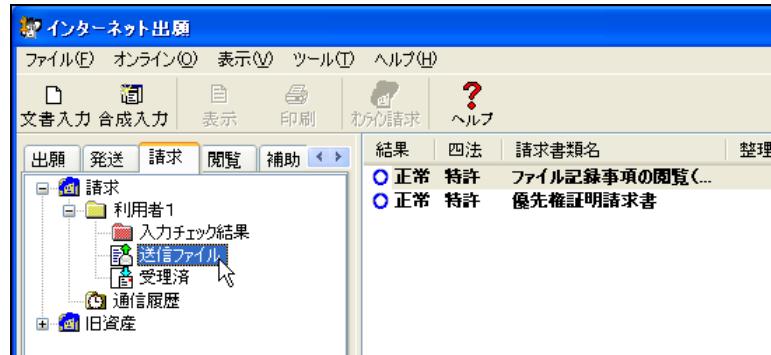 インターネット出願
ファイル(F) オンライン(O) 表示(V) ツール(T) ヘルプ(H)
文書入力 合成入力 表示 印刷 オンライン請求 ヘルプ
出願 発送 請求 閲覧 補助
結果 四法 請求書類名 整理
請求
利用者1
入力チェック結果
送信ファイル
受理済
通信履歴
旧資産
正常 特許 ファイル記録事項の閲覧(...
正常 特許 優先権証明請求書